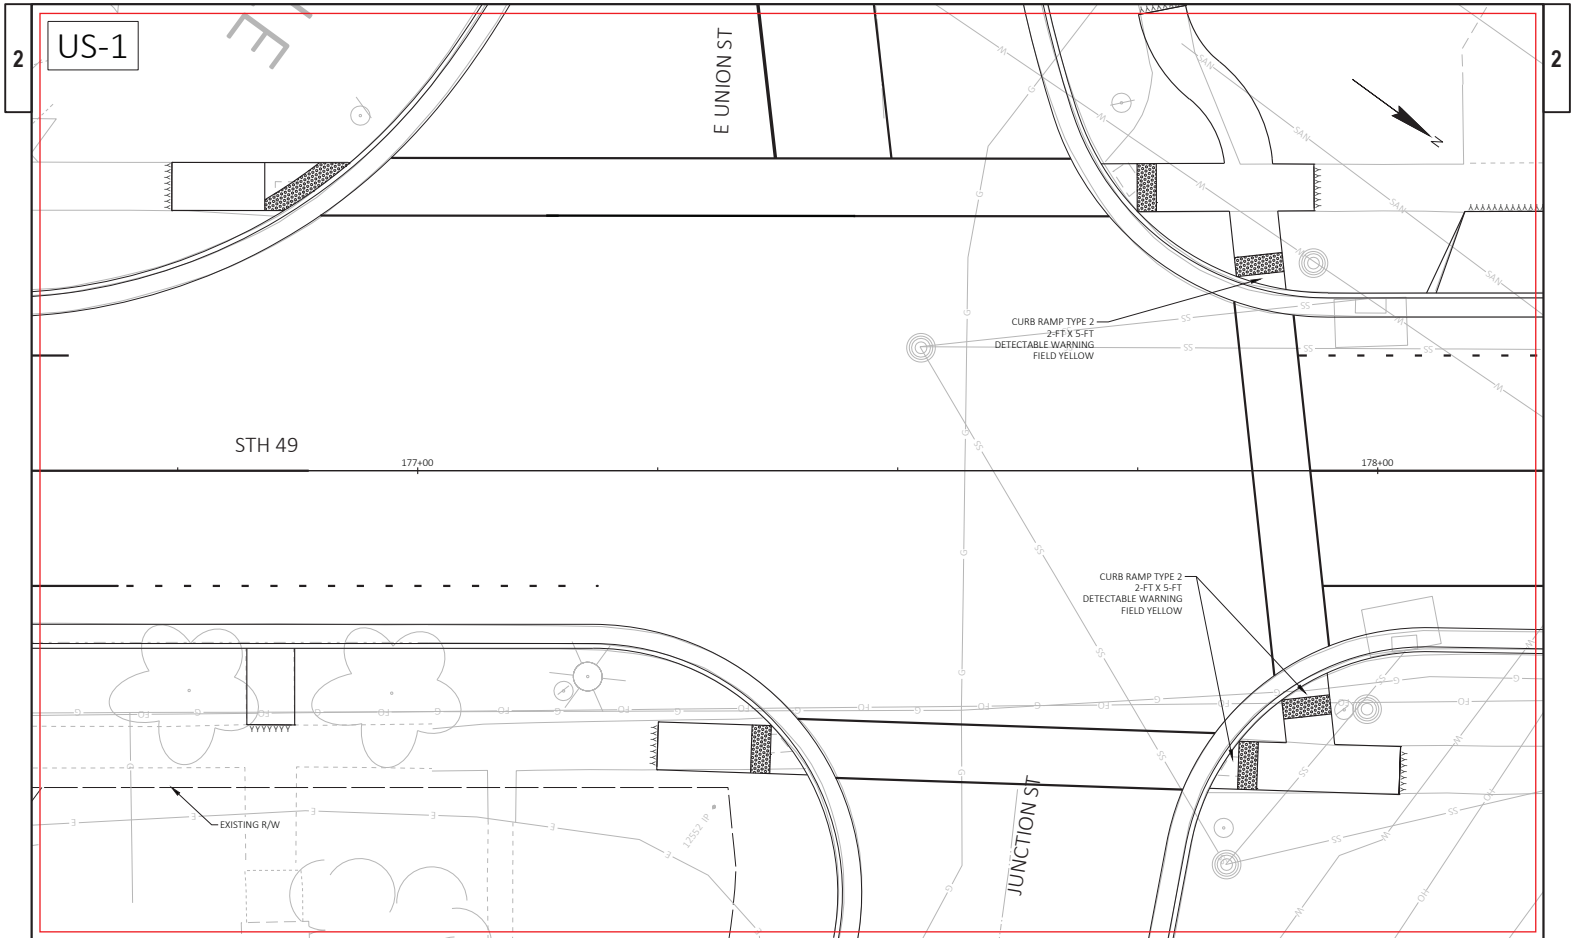 2
US-1
E UNION ST
2
N
CURB RAMP TYPE 2
2-FT X 5-FT
DETECTABLE WARNING
FIELD YELLOW
STH 49
177+00
178+00
CURB RAMP TYPE 2
2-FT X 5-FT
DETECTABLE WARNING
FIELD YELLOW
EXISTING R/W
12552 IP
JUNCTION ST